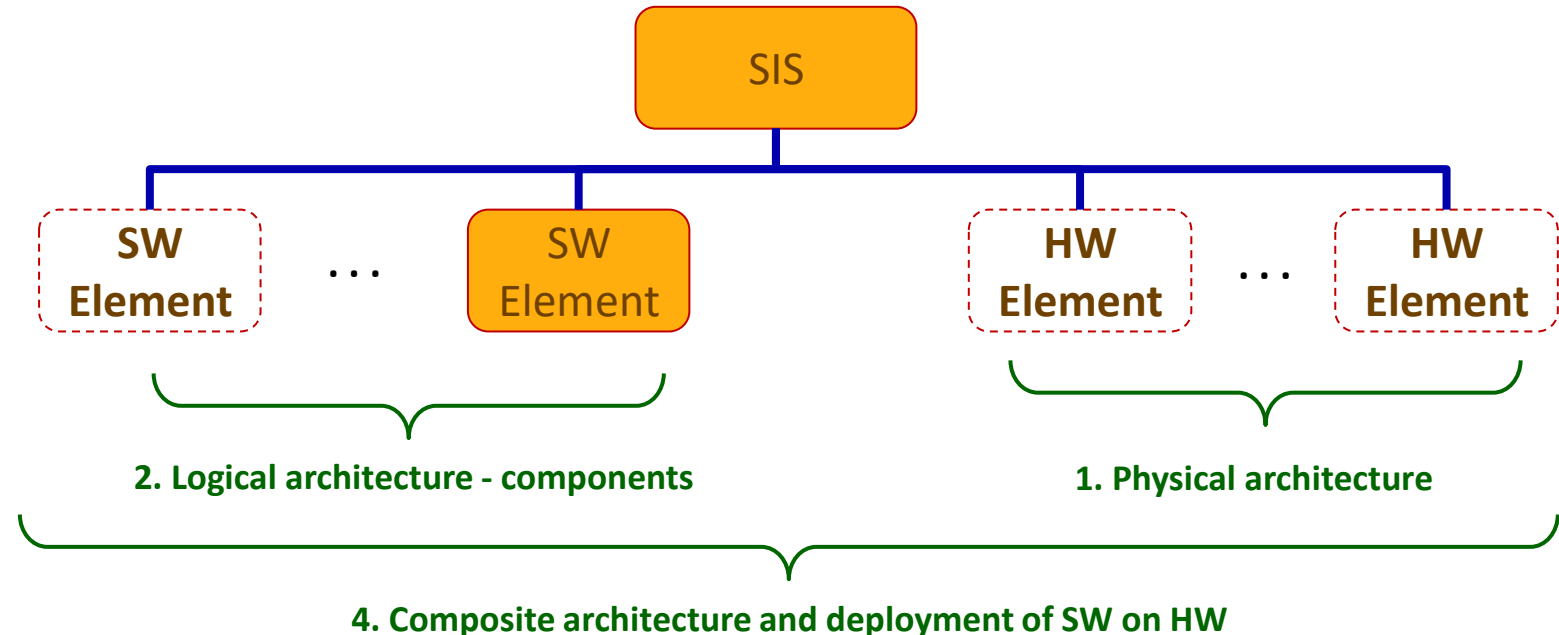 SIS
SW
Element
. . .
SW
Element
HW
Element
. . .
HW
Element
2. Logical architecture - components
1. Physical architecture
4. Composite architecture and deployment of SW on HW